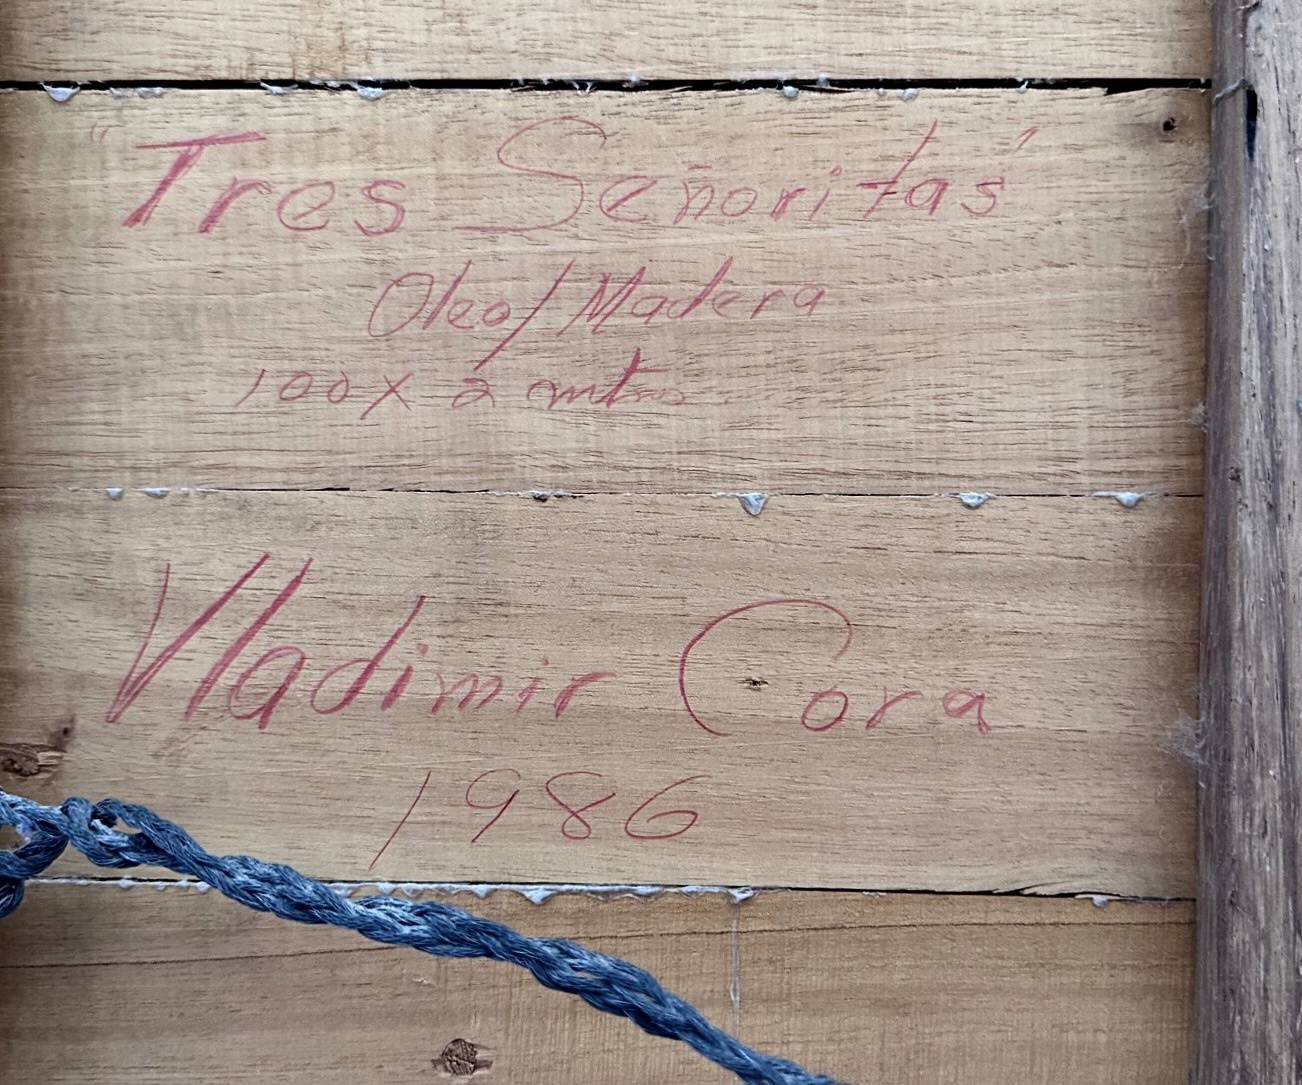 "Tres Señoritas"
Oleo/Madera
100 x 2 mts.
Vladimir Cora
1986